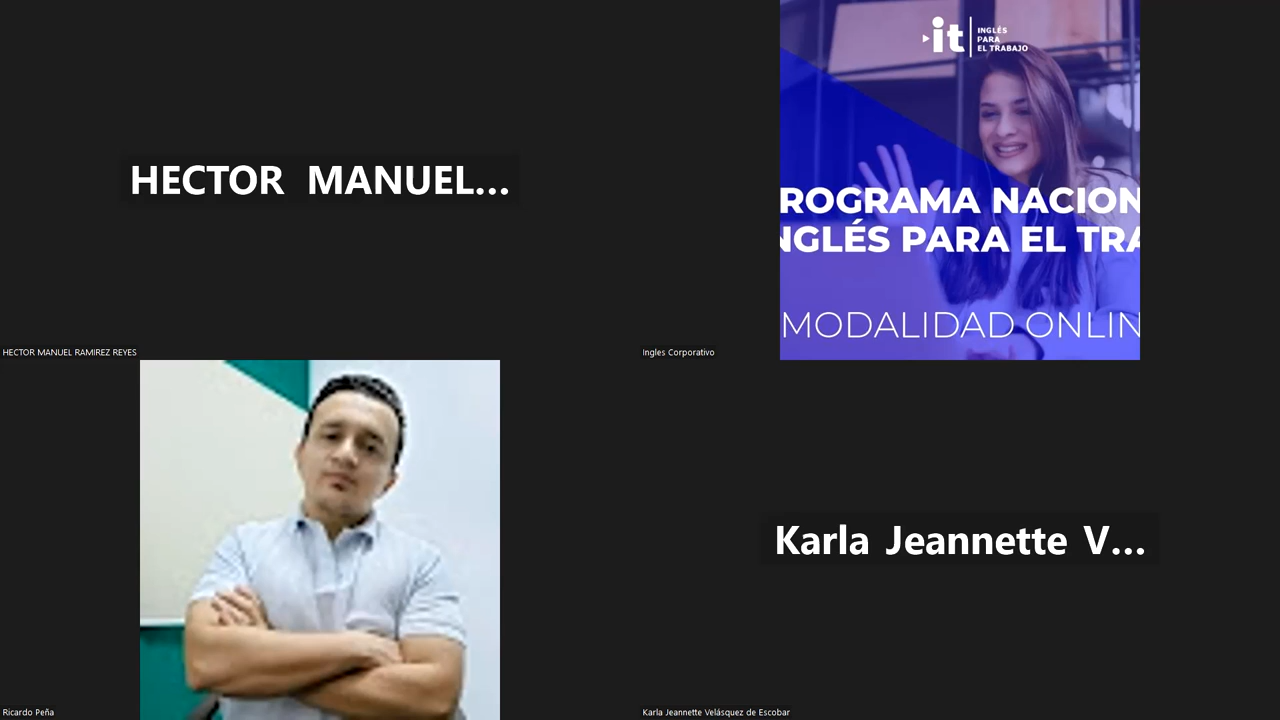 HECTOR MANUEL...
HECTOR MANUEL RAMIREZ REYES
it
INGLÉS
PARA
EL TRABAJO
ROGRAMA NACION
NGLÉS PARA EL TRA
MODALIDAD ONLIN
Ingles Corporativo
Ricardo Peña
Karla Jeannette V...
Karla Jeannette Velásquez de Escobar